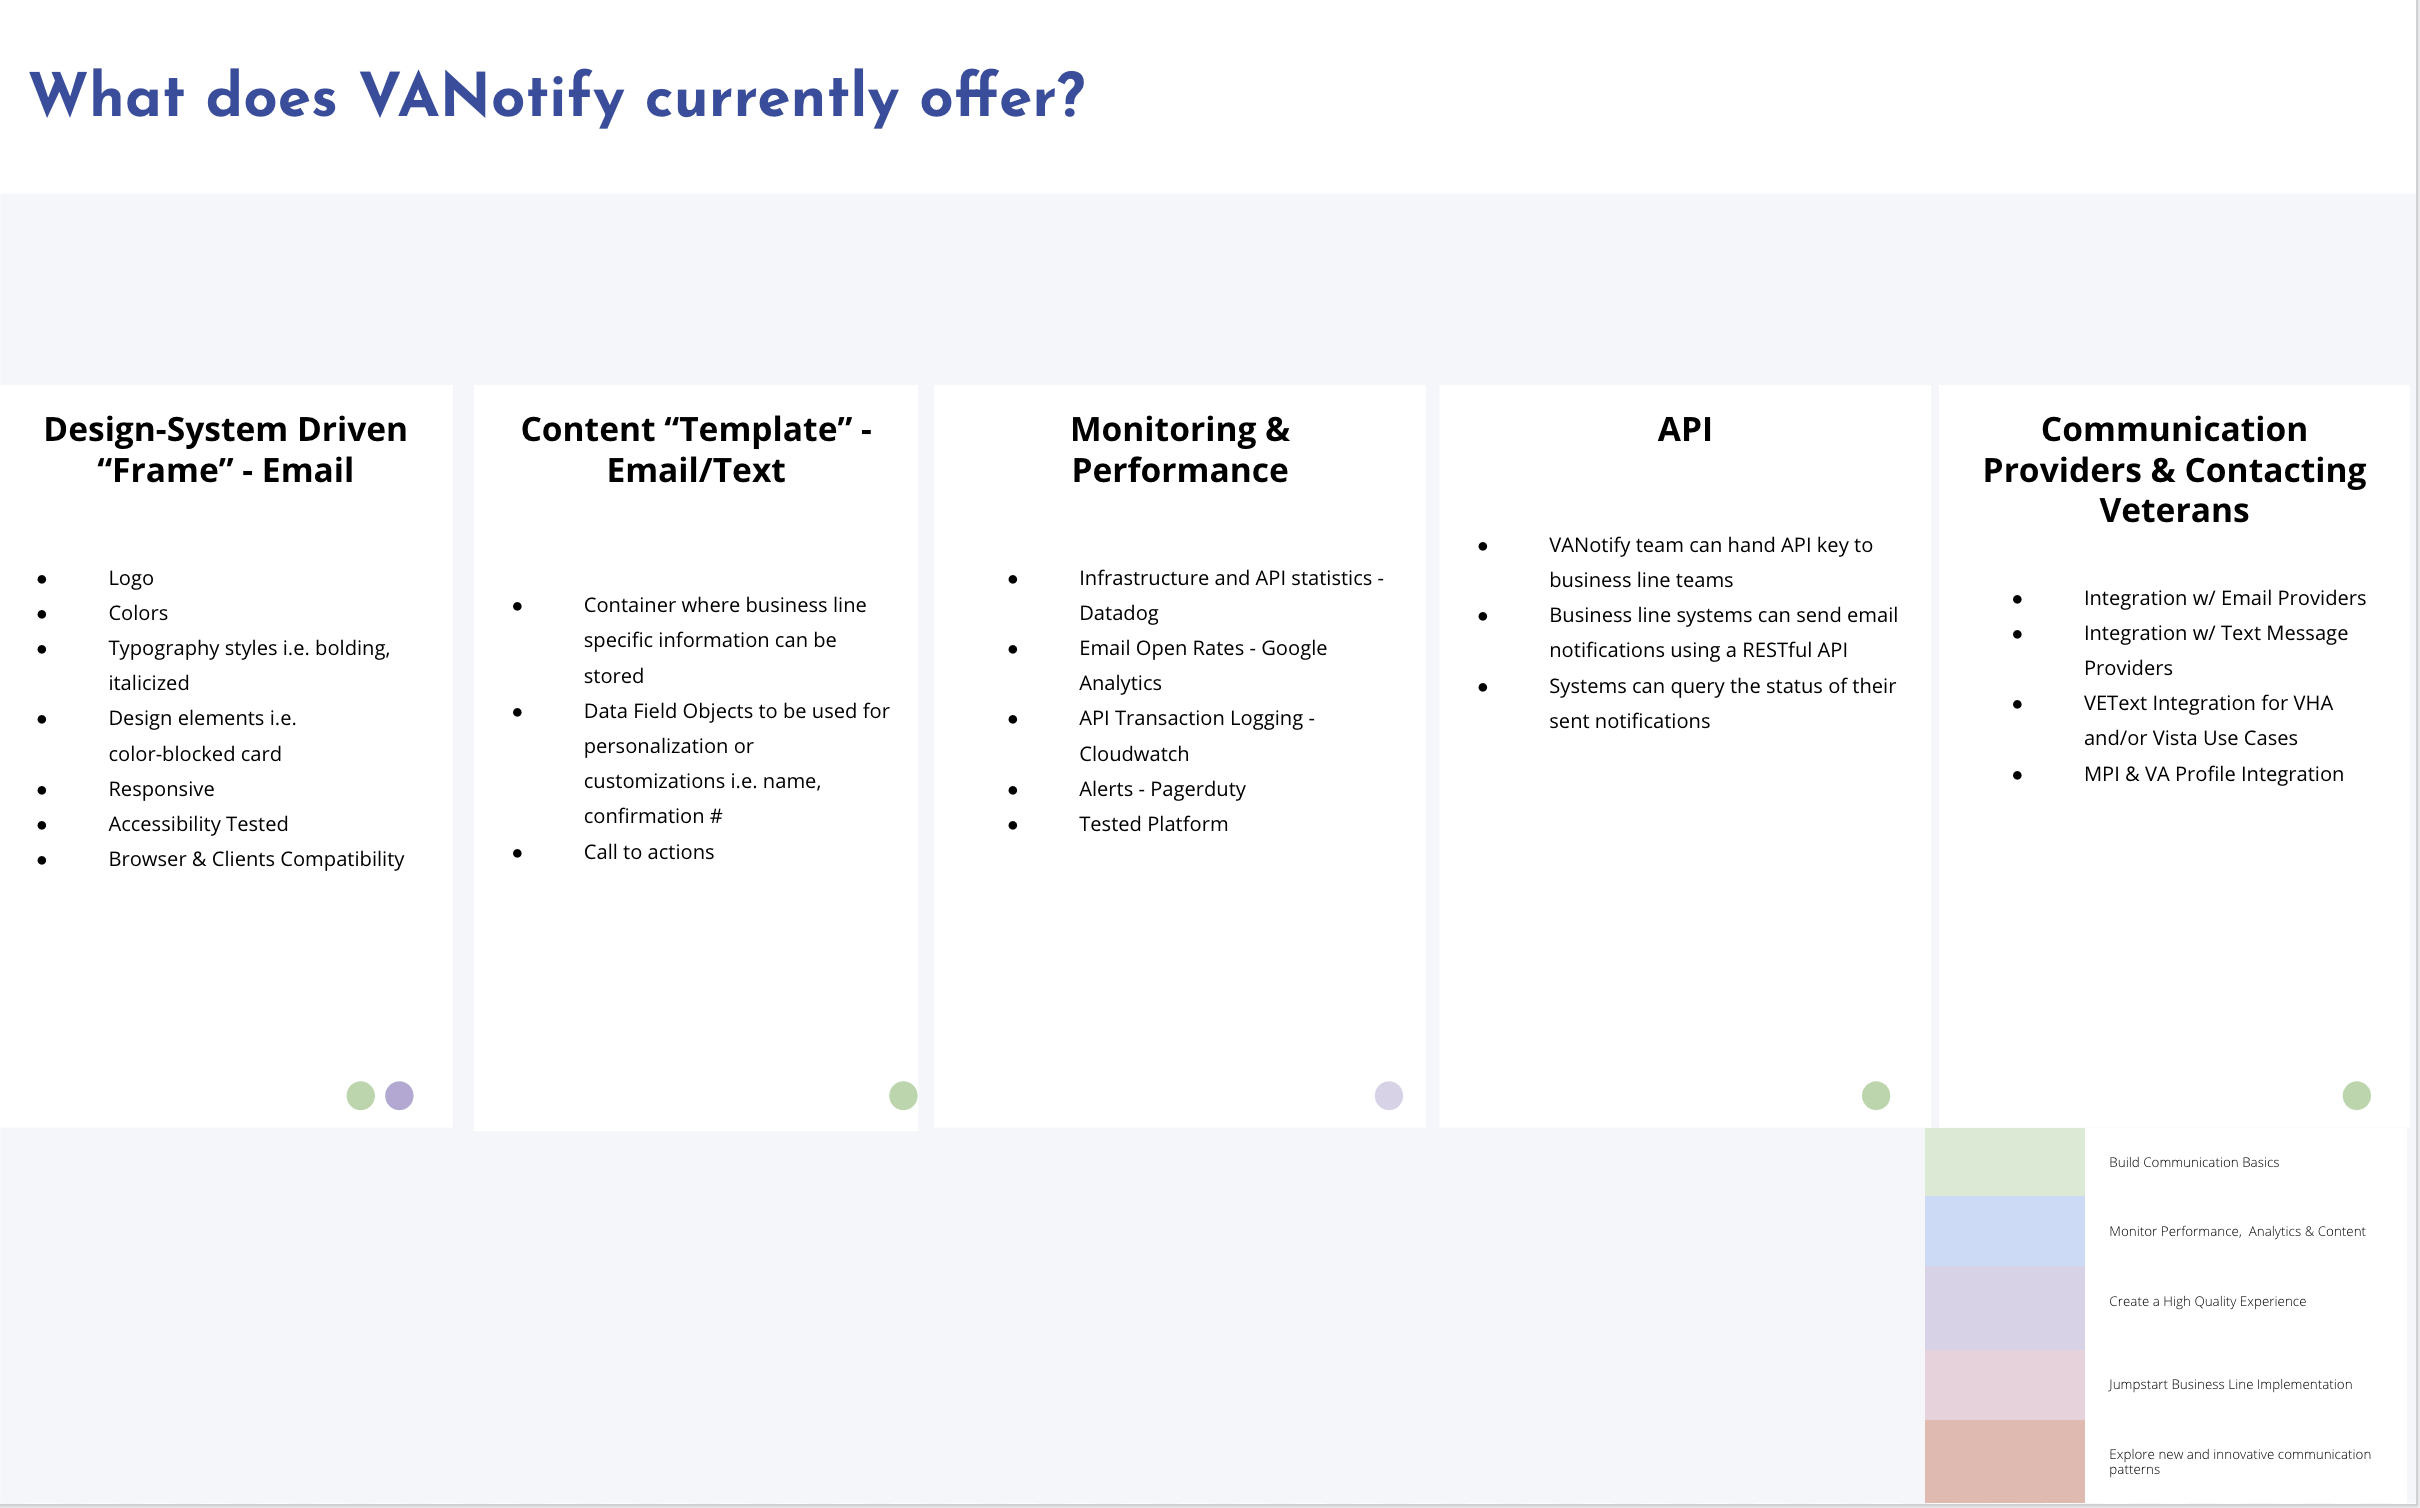 What does VANotify currently offer?
Design-System Driven
“Frame” - Email
● Logo
● Colors
● Typography styles i.e. bolding,
italicized
● Design elements i.e.
color-blocked card
● Responsive
● Accessibility Tested
● Browser & Clients Compatibility
Content “Template” -
Email/Text
● Container where business line
specific information can be
stored
● Data Field Objects to be used for
personalization or
customizations i.e. name,
confirmation #
● Call to actions
Monitoring &
Performance
● Infrastructure and API statistics -
Datadog
● Email Open Rates - Google
Analytics
● API Transaction Logging -
Cloudwatch
● Alerts - Pagerduty
● Tested Platform
API
● VANotify team can hand API key to
business line teams
● Business line systems can send email
notifications using a RESTful API
● Systems can query the status of their
sent notifications
Communication
Providers & Contacting
Veterans
● Integration w/ Email Providers
● Integration w/ Text Message
Providers
● VEText Integration for VHA
and/or Vista Use Cases
● MPI & VA Profile Integration
Build Communication Basics
Monitor Performance, Analytics & Content
Create a High Quality Experience
Jumpstart Business Line Implementation
Explore new and innovative communication
patterns